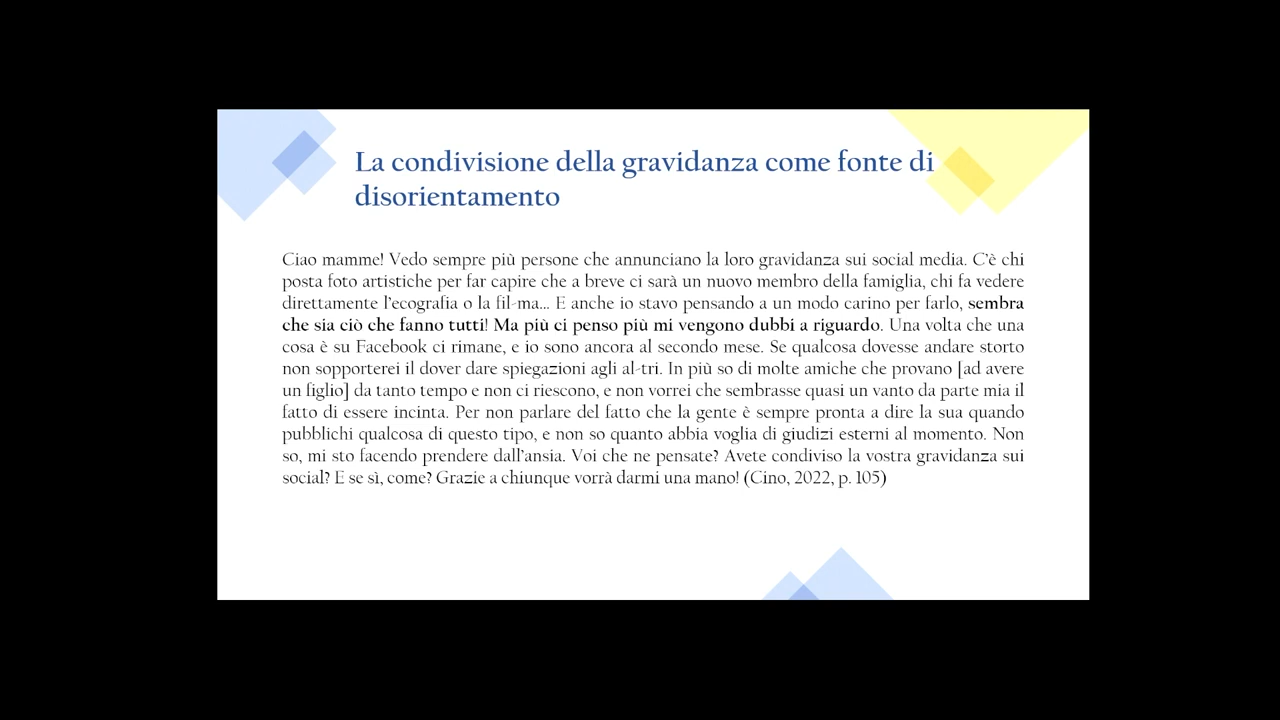 La condivisione della gravidanza come fonte di
disorientamento
Ciao mamme! Vedo sempre più persone che annunciano la loro gravidanza sui social media. C'è chi
posta foto artistiche per far capire che a breve ci sarà un nuovo membro della famiglia, chi fa vedere
direttamente l'ecografia o la fil-ma... E anche io stavo pensando a un modo carino per farlo, sembra
che sia ciò che fanno tutti! Ma più ci penso più mi vengono dubbi a riguardo. Una volta che una
cosa è su Facebook ci rimane, e io sono ancora al secondo mese. Se qualcosa dovesse andare storto
non sopporterei il dover dare spiegazioni agli al-tri. In più so di molte amiche che provano [ad avere
un figlio] da tanto tempo e non ci riescono, e non vorrei che sembrasse quasi un vanto da parte mia il
fatto di essere incinta. Per non parlare del fatto che la gente è sempre pronta a dire la sua quando
pubblichi qualcosa di questo tipo, e non so quanto abbia voglia di giudizi esterni al momento. Non
so, mi sto facendo prendere dall'ansia. Voi che ne pensate? Avete condiviso la vostra gravidanza sui
social? E se sì, come? Grazie a chiunque vorrà darmi una mano! (Cino, 2022, p. 105)